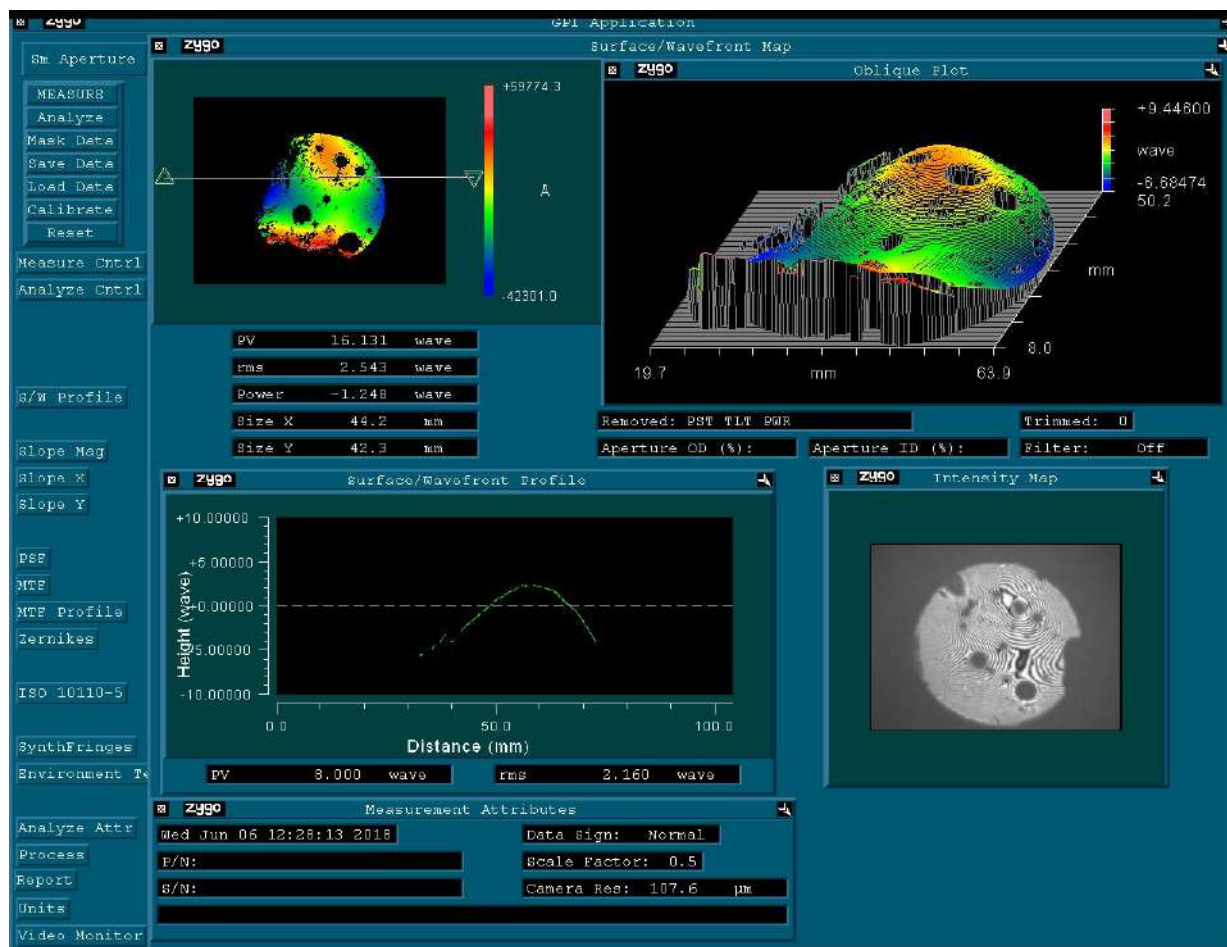 zygo GPI Application
Sm Aperture
MEASURE
Analyze
Mask Data
Save Data
Load Data
Calibrate
Reset
Measure Cntrl
Analyze Cntrl
S/W Profile
Slope Mag
Slope X
Slope Y
PSF
MTF
MTF Profile
Zernikes
ISO 10110-5
SynthFringes
Environment Te
Analyze Attr
Process
Report
Units
Video Monitor
zygo Surface/Wavefront Map
+59774.3
A
-42301.0
PV 16.131 wave
rms 2.543 wave
Power -1.248 wave
Size X 44.2 mm
Size Y 42.3 mm
zygo Oblique Plot
+9.44600
wave
-6.68474
50.2
mm
8.0
19.7 mm 63.9
Removed: PST TLT PWR
Trimmed: 0
Aperture OD (%):
Aperture ID (%):
Filter: Off
zygo Surface/Wavefront Profile
+10.00000
+5.00000
+0.00000
-5.00000
-10.00000
Height (wave)
0.0 50.0 100.0
Distance (mm)
PV 8.000 wave
rms 2.160 wave
zygo Intensity Map
zygo Measurement Attributes
Wed Jun 06 12:28:13 2018
Data Sign: Normal
P/N:
Scale Factor: 0.5
S/N:
Camera Res: 107.6 µm